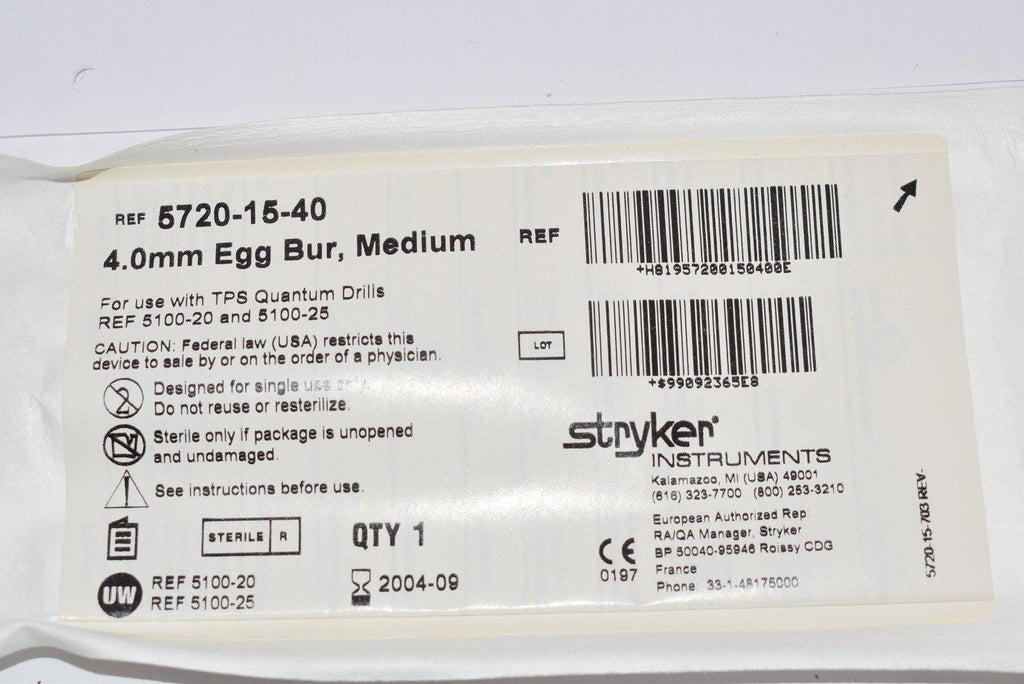 REF 5720-15-40
4.0mm Egg Bur, Medium
For use with TPS Quantum Drills
REF 5100-20 and 5100-25
CAUTION: Federal law (USA) restricts this
device to sale by or on the order of a physician.
2
Designed for single use only.
Do not reuse or resterilize.
N
Sterile only if package is unopened
and undamaged.
! See instructions before use.
STERILE R
QTY 1
UW
REF 5100-20
REF 5100-25
2004-09
REF
+H81957200150400E
LOT
+$99092365E8
stryker®
INSTRUMENTS
Kalamazoo, MI (USA) 49001
(616) 323-7700 (800) 253-3210
CE
0197
European Authorized Rep
RA/QA Manager, Stryker
BP 50040-95946 Roissy CDG
France
Phone: 33-1-48175000
5720-15-703 REV-